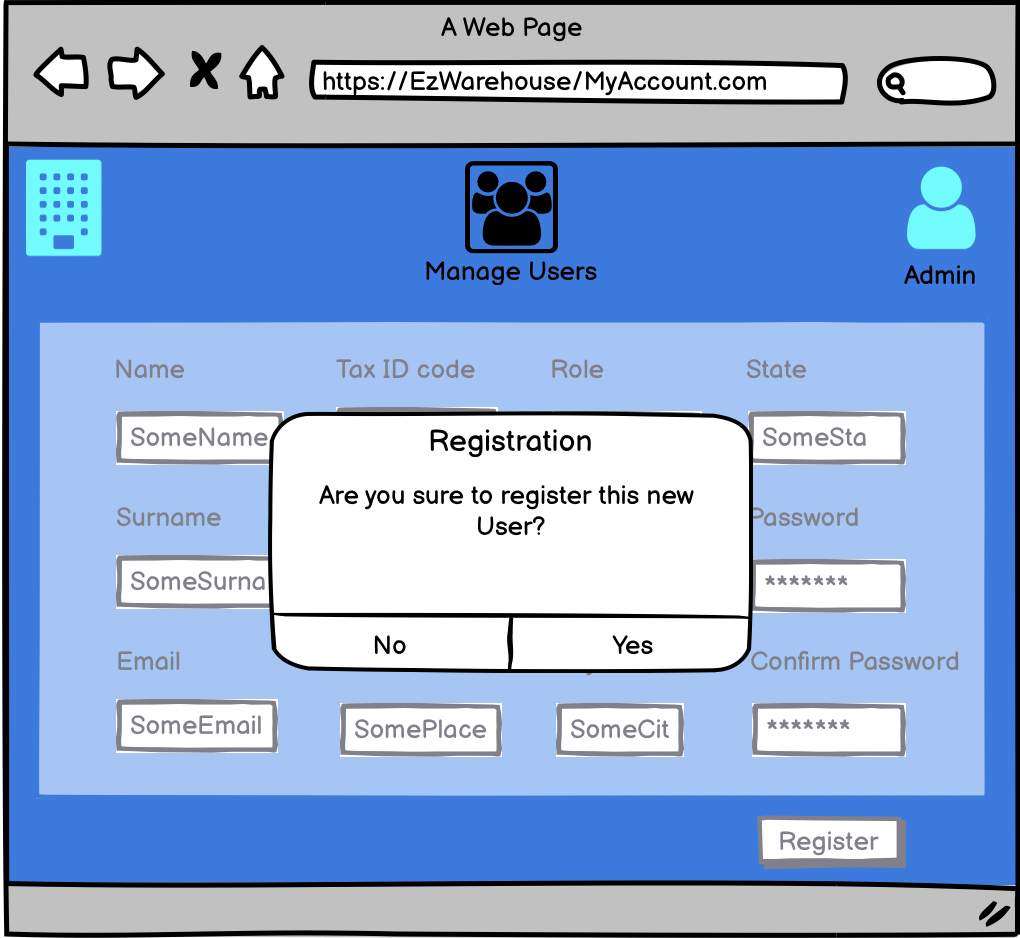 A Web Page
https://EzWarehouse/MyAccount.com
Manage Users
Admin
Name
Tax ID code
Role
State
SomeName
SomeSta
Registration
Are you sure to register this new
User?
Surname
Password
SomeSurna
*******
No
Yes
Email
Confirm Password
SomeEmail
SomePlace
SomeCit
*******
Register